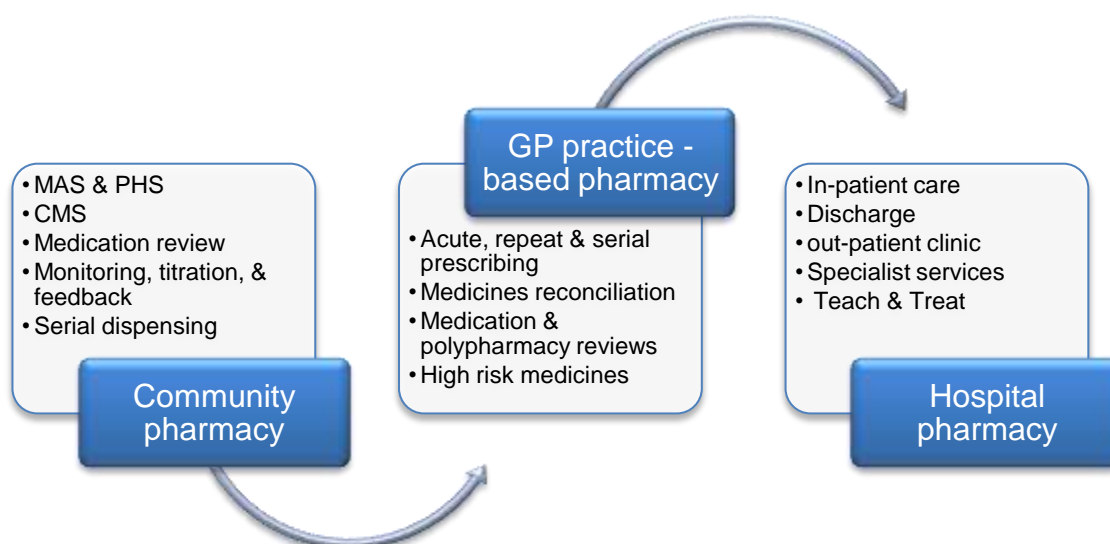 • MAS & PHS
• CMS
• Medication review
• Monitoring, titration, &
feedback
• Serial dispensing
Community
pharmacy
GP practice -
based pharmacy
• Acute, repeat & serial
prescribing
• Medicines reconciliation
• Medication &
polypharmacy reviews
• High risk medicines
• In-patient care
• Discharge
• out-patient clinic
• Specialist services
• Teach & Treat
Hospital
pharmacy